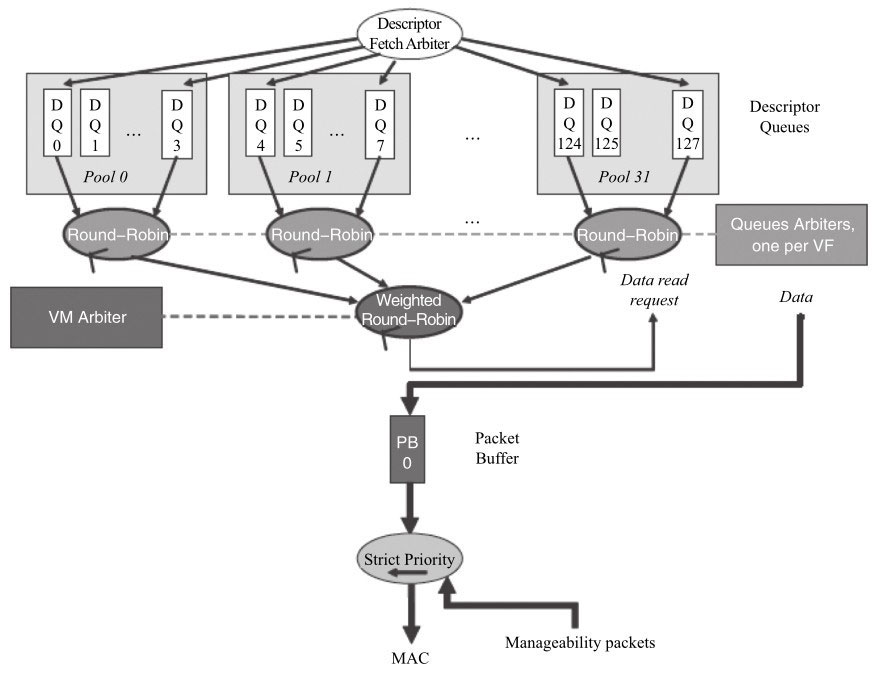 Descriptor
Fetch Arbiter
D
Q
0
D
Q
1
...
D
Q
3
Pool 0
D
Q
4
D
Q
5
...
D
Q
7
Pool 1
...
D
Q
124
D
Q
125
D
Q
127
Pool 31
Descriptor
Queues
Round–Robin
Round–Robin
...
Round–Robin
Queues Arbiters,
one per VF
VM Arbiter
Weighted
Round–Robin
Data read
request
Data
PB
0
Packet
Buffer
Strict Priority
Manageability packets
MAC